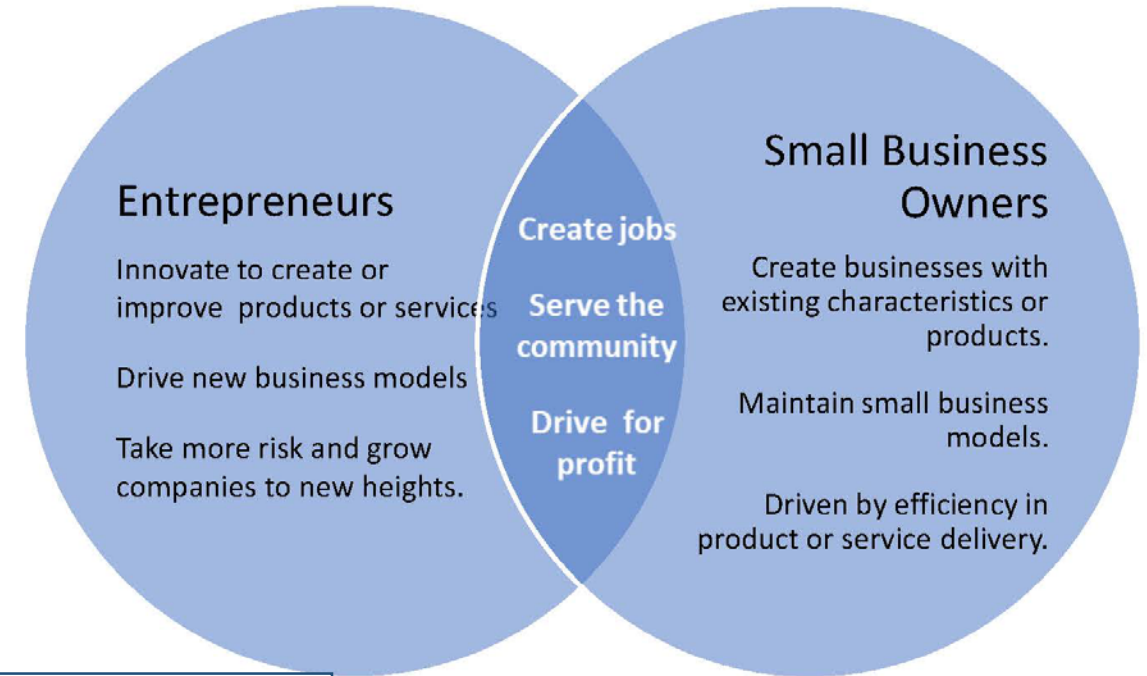 Entrepreneurs
Innovate to create or
improve products or services
Drive new business models
Take more risk and grow
companies to new heights.
Create jobs
Serve the
community
Drive for
profit
Small Business
Owners
Create businesses with
existing characteristics or
products.
Maintain small business
models.
Driven by efficiency in
product or service delivery.